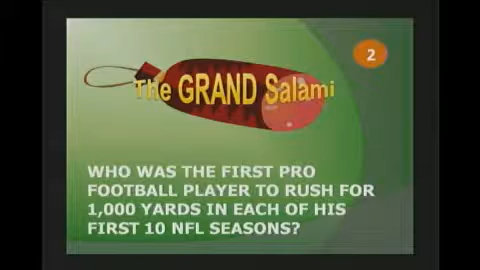 2
The GRAND Salami
WHO WAS THE FIRST PRO
FOOTBALL PLAYER TO RUSH FOR
1,000 YARDS IN EACH OF HIS
FIRST 10 NFL SEASONS?